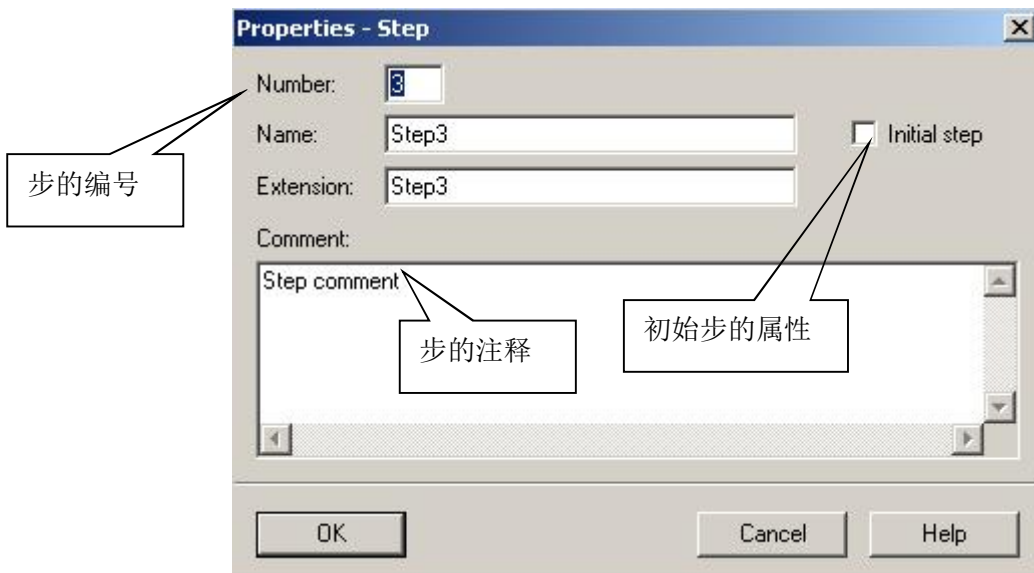 Properties - Step
Number: 3
Name: Step3
Initial step
步的编号
Extension: Step3
Comment:
Step comment
步的注释
初始步的属性
OK Cancel Help